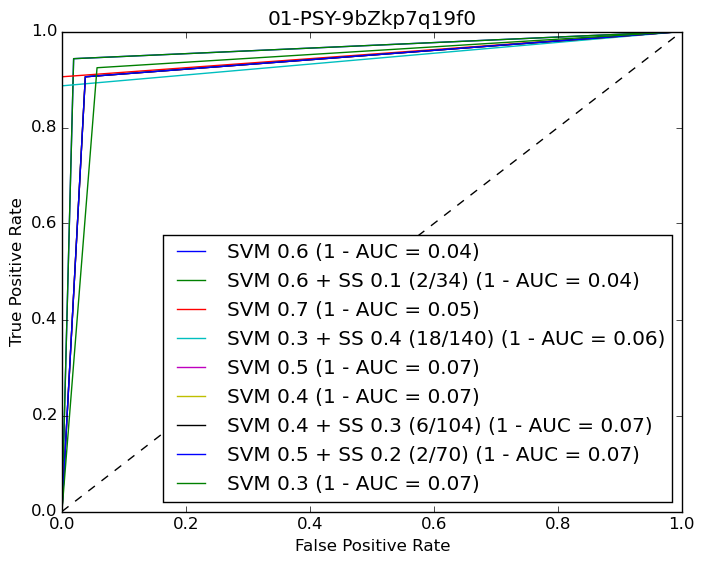 01-PSY-9bZkp7q19f0
1.0
0.8
0.6
0.4
0.2
0.0
True Positive Rate
SVM 0.6 (1 - AUC = 0.04)
SVM 0.6 + SS 0.1 (2/34) (1 - AUC = 0.04)
SVM 0.7 (1 - AUC = 0.05)
SVM 0.3 + SS 0.4 (18/140) (1 - AUC = 0.06)
SVM 0.5 (1 - AUC = 0.07)
SVM 0.4 (1 - AUC = 0.07)
SVM 0.4 + SS 0.3 (6/104) (1 - AUC = 0.07)
SVM 0.5 + SS 0.2 (2/70) (1 - AUC = 0.07)
SVM 0.3 (1 - AUC = 0.07)
0.0 0.2 0.4 0.6 0.8 1.0
False Positive Rate